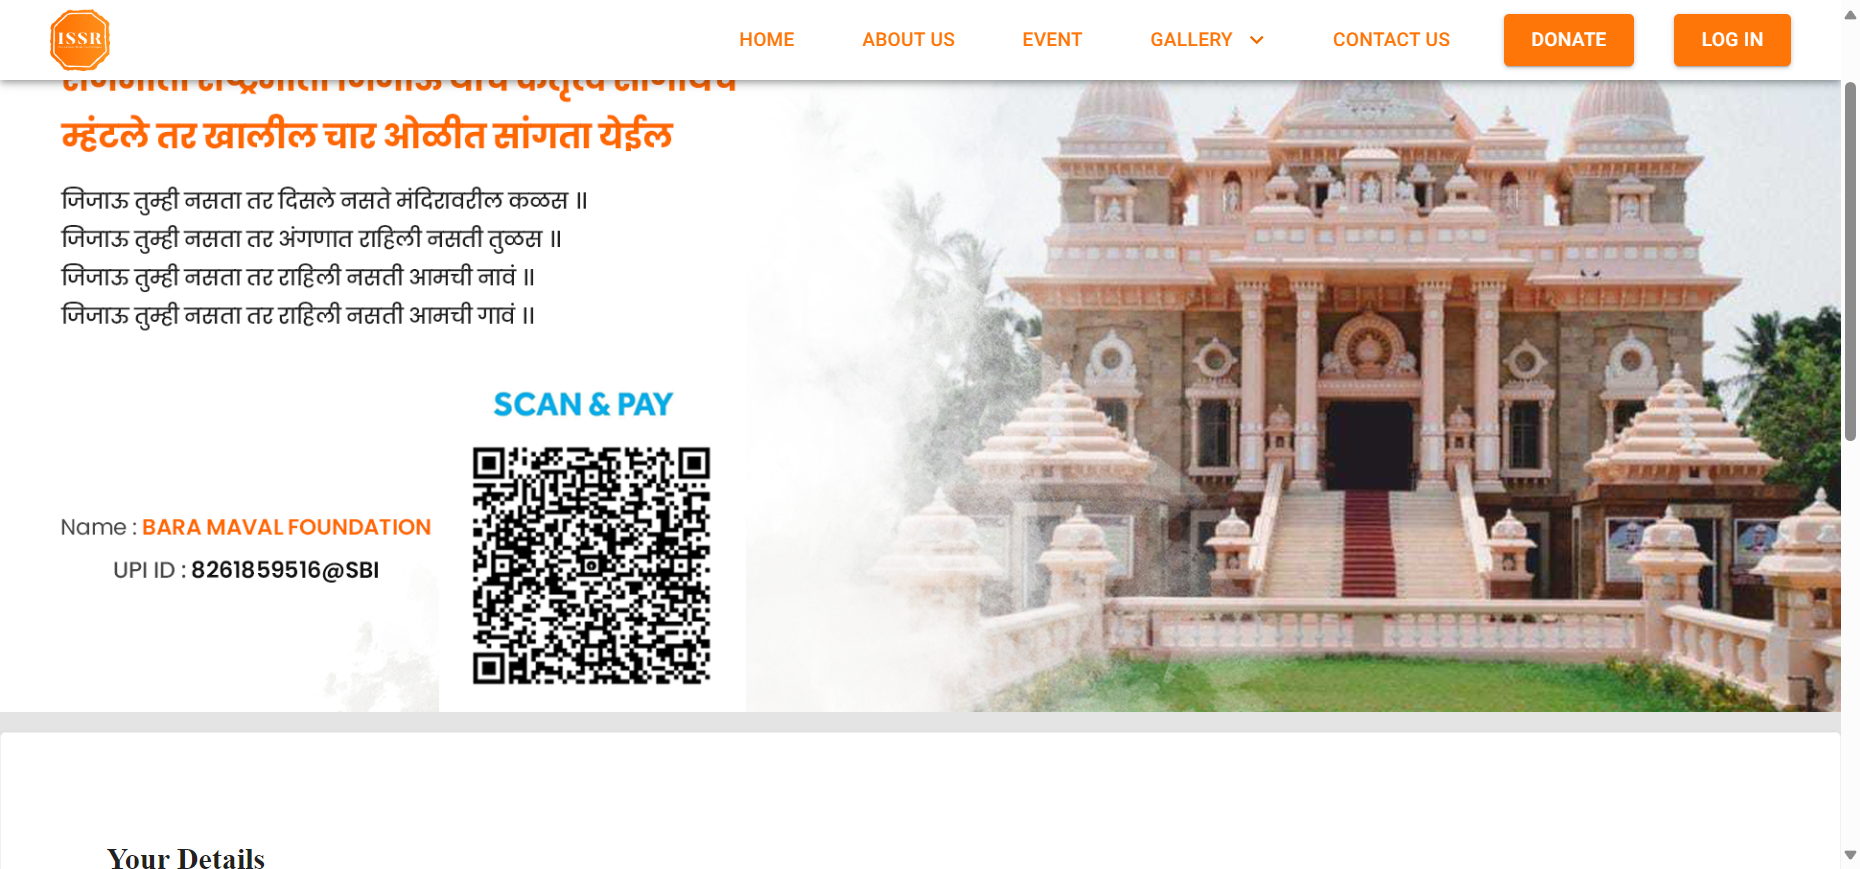 ISSR
HOME
ABOUT US
EVENT
GALLERY
CONTACT US
DONATE
LOG IN
म्हंटले तर खालील चार ओळीत सांगता येईल
जिजाऊ तुम्ही नसता तर दिसले नसते मंदिरावरील कळस ॥
जिजाऊ तुम्ही नसता तर अंगणात राहिली नसती तुळस ॥
जिजाऊ तुम्ही नसता तर राहिली नसती आमची नावं ॥
जिजाऊ तुम्ही नसता तर राहिली नसती आमची गावं ॥
SCAN & PAY
Name : BARA MAVAL FOUNDATION
UPI ID : 8261859516@SBI
Your Details